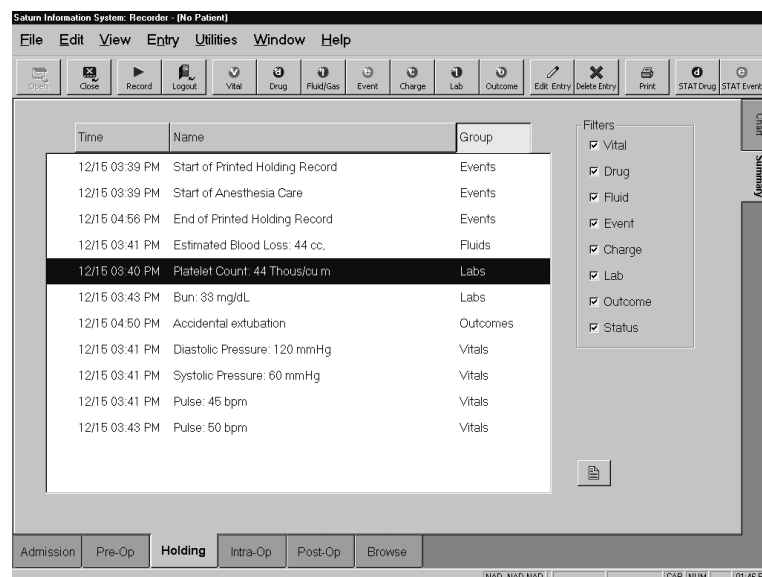 Saturn Information System: Recorder - (No Patient)
File Edit View Entry Utilities Window Help
Open Close Record Logout Vital Drug Fluid/Gas Event Charge Lab Outcome Edit Entry Delete Entry Print STAT Drug STAT Event
Chart
Summary
Time Name Group
12/15 03:39 PM Start of Printed Holding Record Events
12/15 03:39 PM Start of Anesthesia Care Events
12/15 04:56 PM End of Printed Holding Record Events
12/15 03:41 PM Estimated Blood Loss: 44 cc, Fluids
12/15 03:40 PM Platelet Count: 44 Thous/cu m Labs
12/15 03:43 PM Bun: 33 mg/dL Labs
12/15 04:50 PM Accidental extubation Outcomes
12/15 03:41 PM Diastolic Pressure: 120 mmHg Vitals
12/15 03:41 PM Systolic Pressure: 60 mmHg Vitals
12/15 03:41 PM Pulse: 45 bpm Vitals
12/15 03:43 PM Pulse: 50 bpm Vitals
Filters
Vital
Drug
Fluid
Event
Charge
Lab
Outcome
Status
Admission Pre-Op Holding Intra-Op Post-Op Browse
NAD, NAD NAD CAP NUM